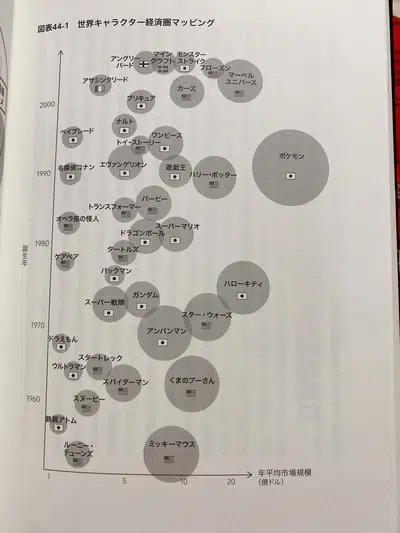 図表44-1 世界キャラクター経済圏マッピング
アングリー
バード
マイン
クラフト
モンスター
ストライク
フローズン
マーベル
ユニバース
アサシンクリード
カーズ
プリキュア
2000
ナルト
ベイブレード
トイ・ストーリー
ワンピース
ポケモン
名探偵コナン
エヴァンゲリオン
遊戯王
ハリー・ポッター
1990
バービー
トランスフォーマー
オペラ座の怪人
ドラゴンボール
スーパーマリオ
誕生年
1980
タートルズ
ケアベア
パックマン
ハローキティ
スーパー戦隊
ガンダム
スター・ウォーズ
1970
アンパンマン
ドラえもん
スタートレック
ウルトラマン
スパイダーマン
くまのプーさん
1960
スヌーピー
鉄腕アトム
ルーニー・
テューンズ
ミッキーマウス
1
5
10
20
年平均市場規模
(億ドル)